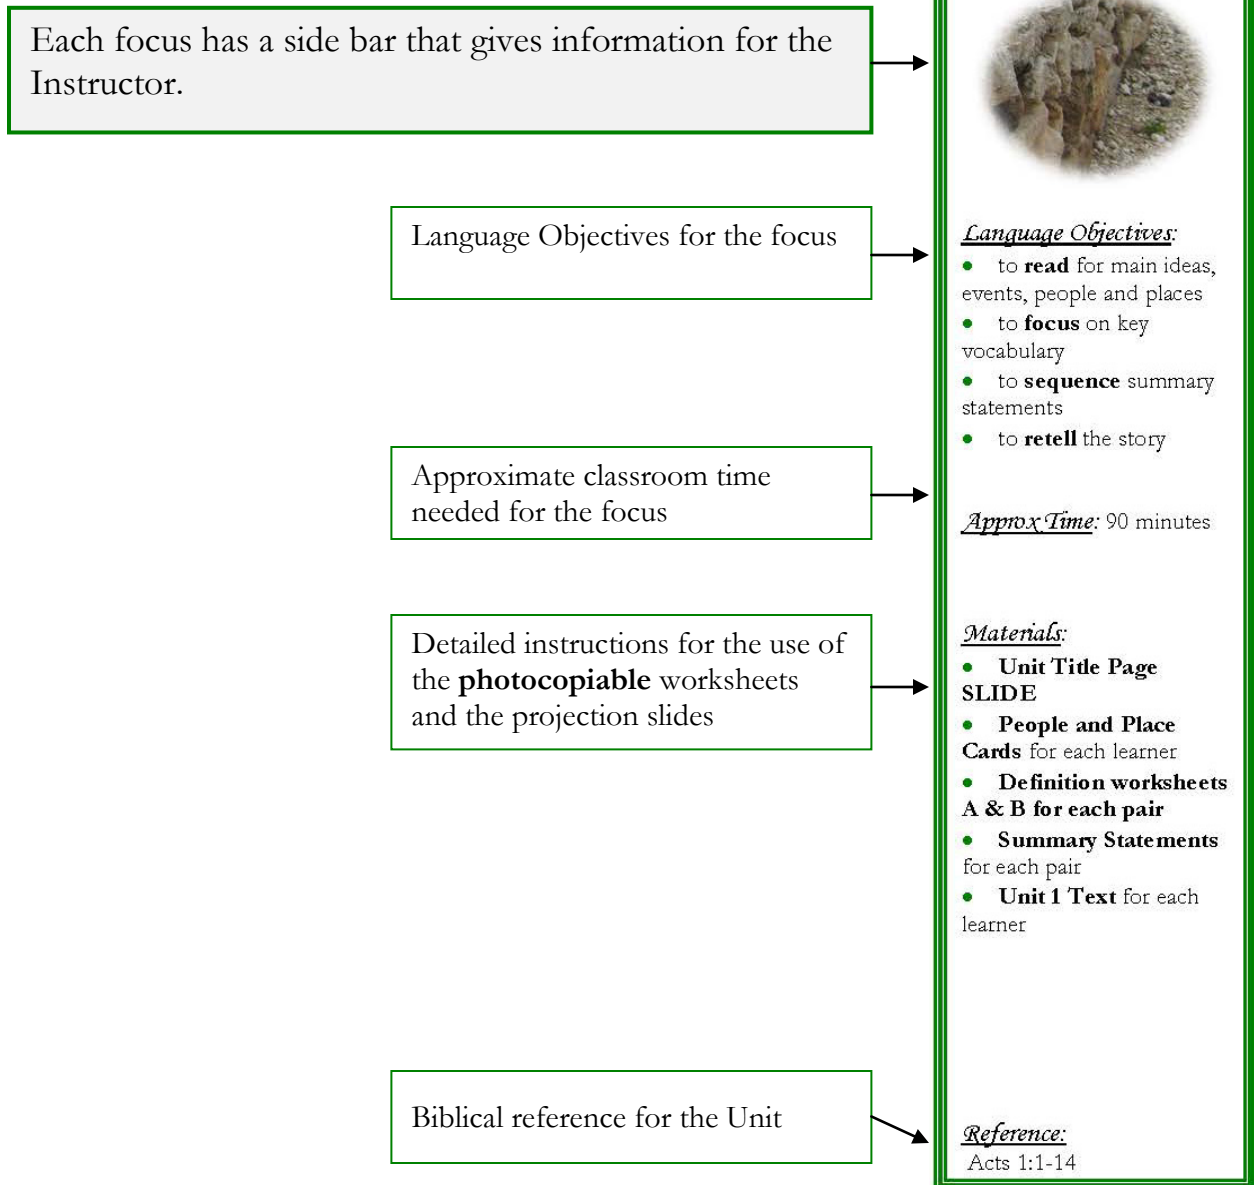 Each focus has a side bar that gives information for the
Instructor.
Language Objectives for the focus
Approximate classroom time
needed for the focus
Detailed instructions for the use of
the photocopiable worksheets
and the projection slides
Biblical reference for the Unit
Language Objectives:
• to read for main ideas,
events, people and places
• to focus on key
vocabulary
• to sequence summary
statements
• to retell the story
Approx Time: 90 minutes
Materials:
• Unit Title Page
SLIDE
• People and Place
Cards for each learner
• Definition worksheets
A & B for each pair
• Summary Statements
for each pair
• Unit 1 Text for each
learner
Reference:
Acts 1:1-14